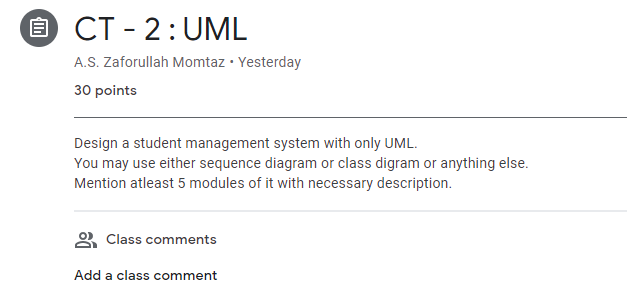 CT - 2 : UML
A.S. Zaforullah Momtaz • Yesterday
30 points
Design a student management system with only UML.
You may use either sequence diagram or class digram or anything else.
Mention atleast 5 modules of it with necessary description.
Class comments
Add a class comment